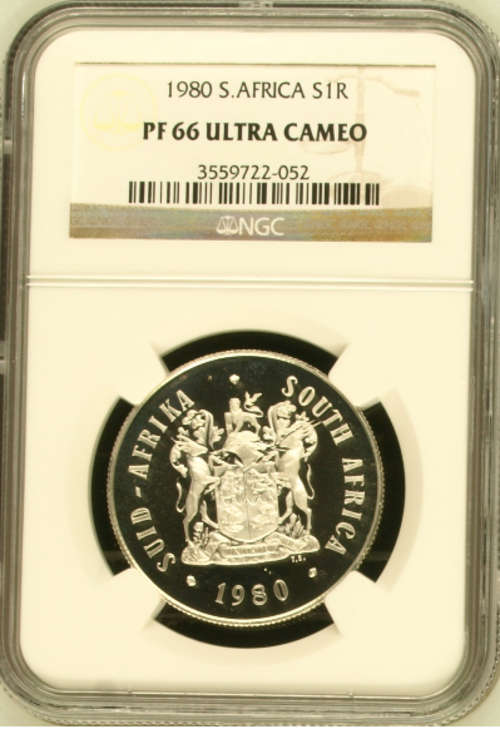 1980 S.AFRICA S1R
PF 66 ULTRA CAMEO
3559722-052
NGC
SUID-AFRIKA SOUTH AFRICA
1980